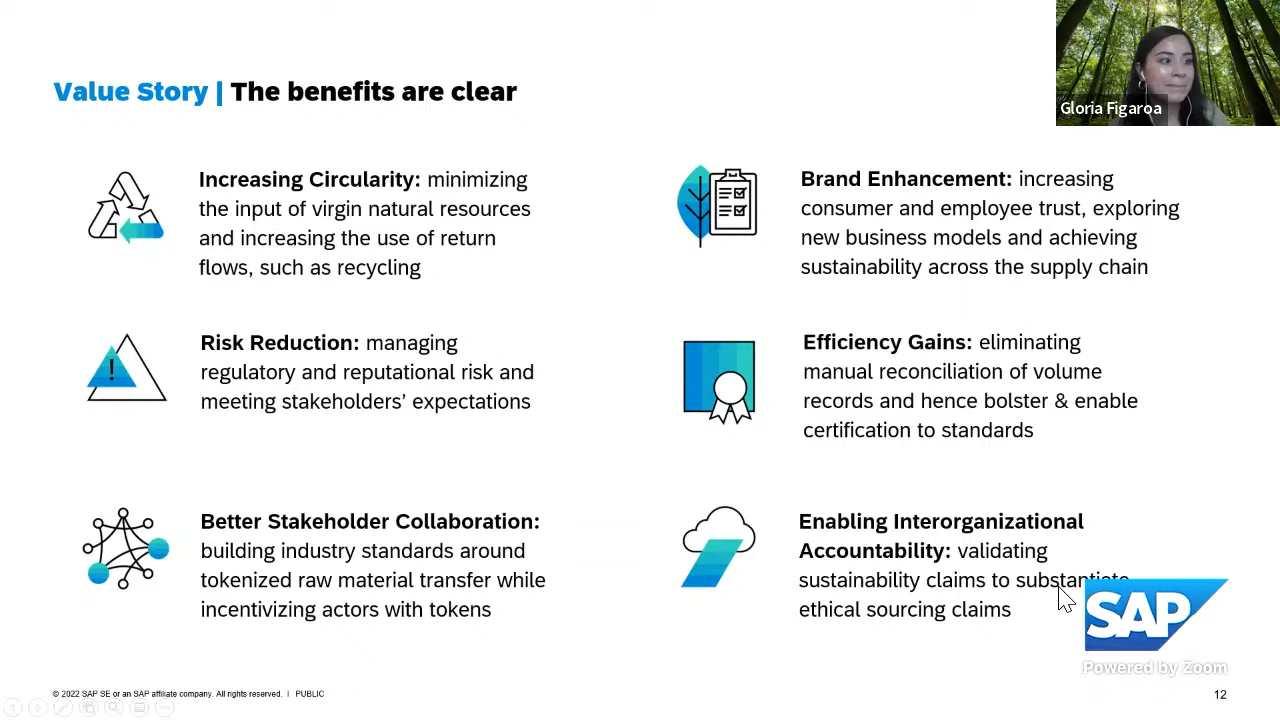 Value Story | The benefits are clear
Gloria Figaroa
Increasing Circularity: minimizing
the input of virgin natural resources
and increasing the use of return
flows, such as recycling
Brand Enhancement: increasing
consumer and employee trust, exploring
new business models and achieving
sustainability across the supply chain
Risk Reduction: managing
regulatory and reputational risk and
meeting stakeholders’ expectations
Efficiency Gains: eliminating
manual reconciliation of volume
records and hence bolster & enable
certification to standards
Better Stakeholder Collaboration:
building industry standards around
tokenized raw material transfer while
incentivizing actors with tokens
Enabling Interorganizational
Accountability: validating
sustainability claims to substantiate
ethical sourcing claims
SAP
Powered by Zoom
© 2022 SAP SE or an SAP affiliate company. All rights reserved. | PUBLIC
12